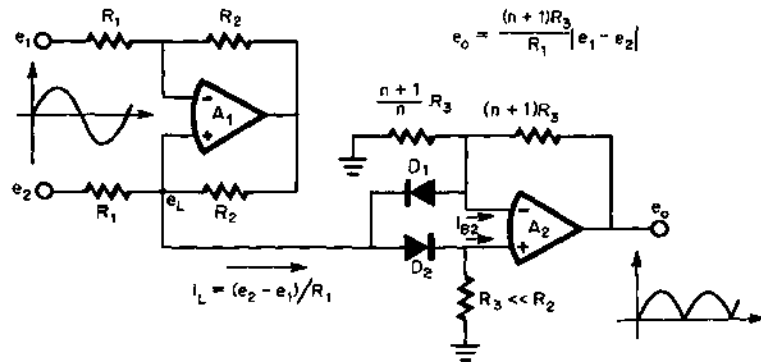 R₁
R₂
e₀ = (n + 1)R₃ / R₁ |e₁ − e₂|
e₁
A₁
−
+
(n + 1) / n R₃
(n + 1)R₃
e₂
R₁
e_L
R₂
D₁
I_B2
−
A₂
+
e₀
D₂
i_L = (e₂ − e₁)/R₁
R₃ << R₂